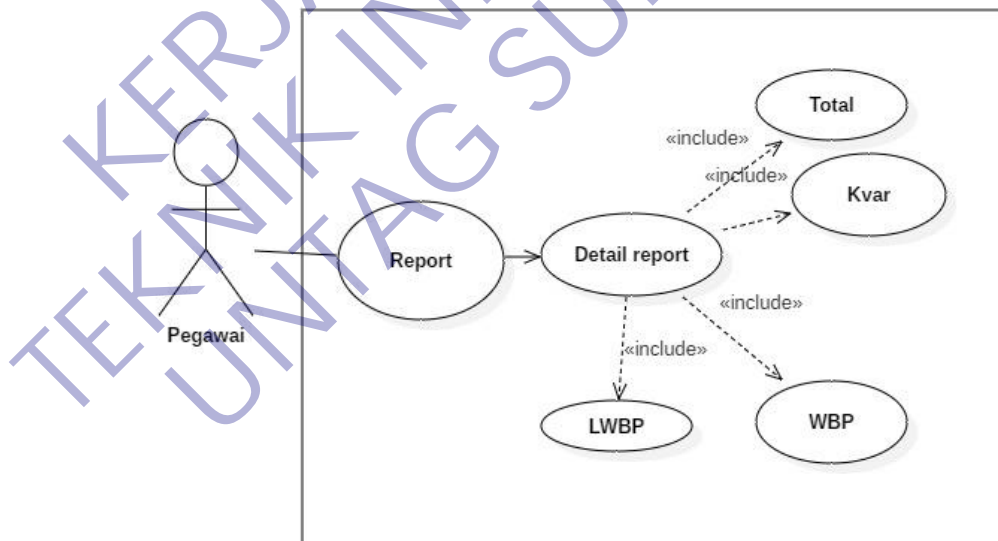 Total
«include»
«include»
Kvar
Report
Detail report
«include»
Pegawai
«include»
LWBP
WBP
TEKNIK IN
UNTAG SU
KERJA